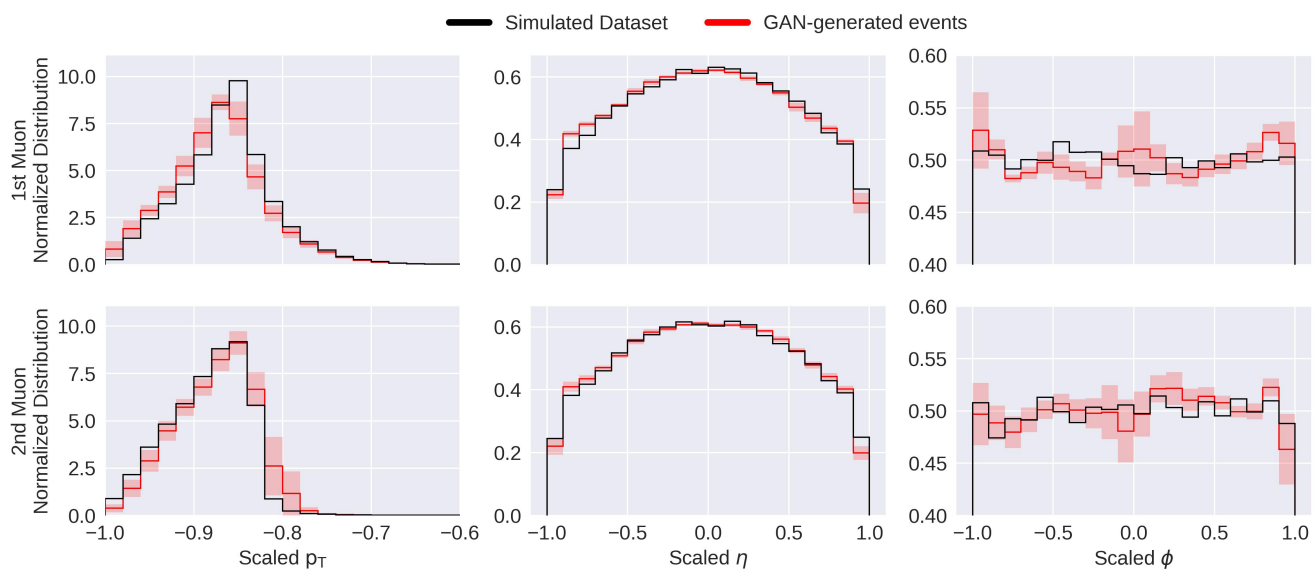 Simulated Dataset GAN-generated events
1st Muon
Normalized Distribution
10.0
7.5
5.0
2.5
0.0
0.6
0.4
0.2
0.0
0.60
0.55
0.50
0.45
0.40
2nd Muon
Normalized Distribution
10.0
7.5
5.0
2.5
0.0
−1.0 −0.9 −0.8 −0.7 −0.6
Scaled p_T
0.6
0.4
0.2
0.0
−1.0 −0.5 0.0 0.5 1.0
Scaled η
0.60
0.55
0.50
0.45
0.40
−1.0 −0.5 0.0 0.5 1.0
Scaled ϕ